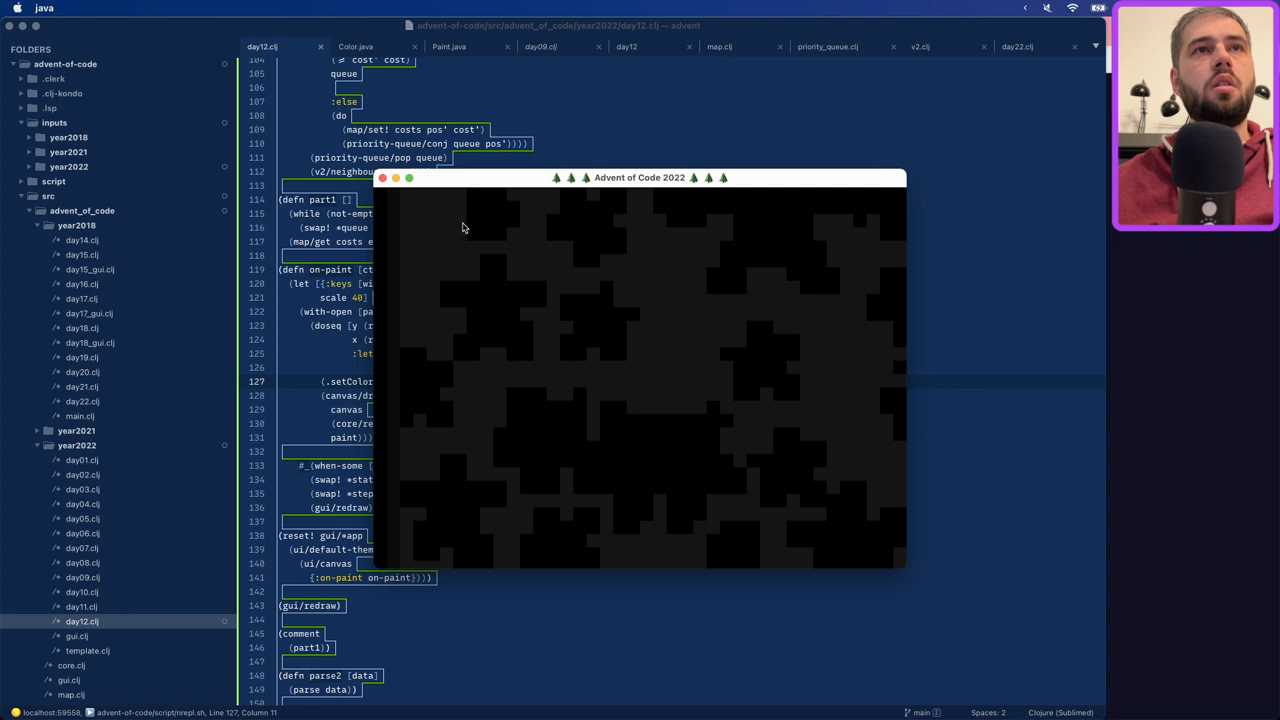 java
advent-of-code/src/advent_of_code/year2022/day12.clj — advent
FOLDERS
advent-of-code
.clerk
.clj-kondo
.lsp
inputs
year2018
year2021
year2022
script
src
advent_of_code
year2018
day14.clj
day15.clj
day15_gui.clj
day16.clj
day17.clj
day17_gui.clj
day18.clj
day18_gui.clj
day19.clj
day20.clj
day21.clj
day22.clj
main.clj
year2021
year2022
day01.clj
day02.clj
day03.clj
day04.clj
day05.clj
day06.clj
day07.clj
day08.clj
day09.clj
day10.clj
day11.clj
day12.clj
gui.clj
template.clj
core.clj
gui.clj
map.clj
day12.clj Color.java Paint.java day09.clj day12 map.clj priority_queue.clj v2.clj day22.clj
104 (>= cost' cost)
105 queue
106
107 :else
108 (do
109 (map/set! costs pos' cost')
110 (priority-queue/conj queue pos'))))
111 (priority-queue/pop queue)
112 (v2/neighbou
113
114 (defn part1 []
115 (while (not-empt
116 (swap! *queue
117 (map/get costs e
118
119 (defn on-paint [ct
120 (let [{:keys [wi
121 scale 40]
122 (with-open [pa
123 (doseq [y (r
124 x (r
125 :let
126
127 (.setColor
128 (canvas/dr
129 canvas
130 (core/re
131 paint)))
132
133 #_(when-some [
134 (swap! *stat
135 (swap! *step
136 (gui/redraw)
137
138 (reset! gui/*app
139 (ui/default-them
140 (ui/canvas
141 {:on-paint on-paint})))
142
143 (gui/redraw)
144
145 (comment
146 (part1))
147
148 (defn parse2 [data]
149 (parse data))
150
🌲 🌲 🌲 Advent of Code 2022 🌲 🌲 🌲
localhost:59558, advent-of-code/script/nrepl.sh, Line 127, Column 11
main 2
Spaces: 2
Clojure (Sublimed)